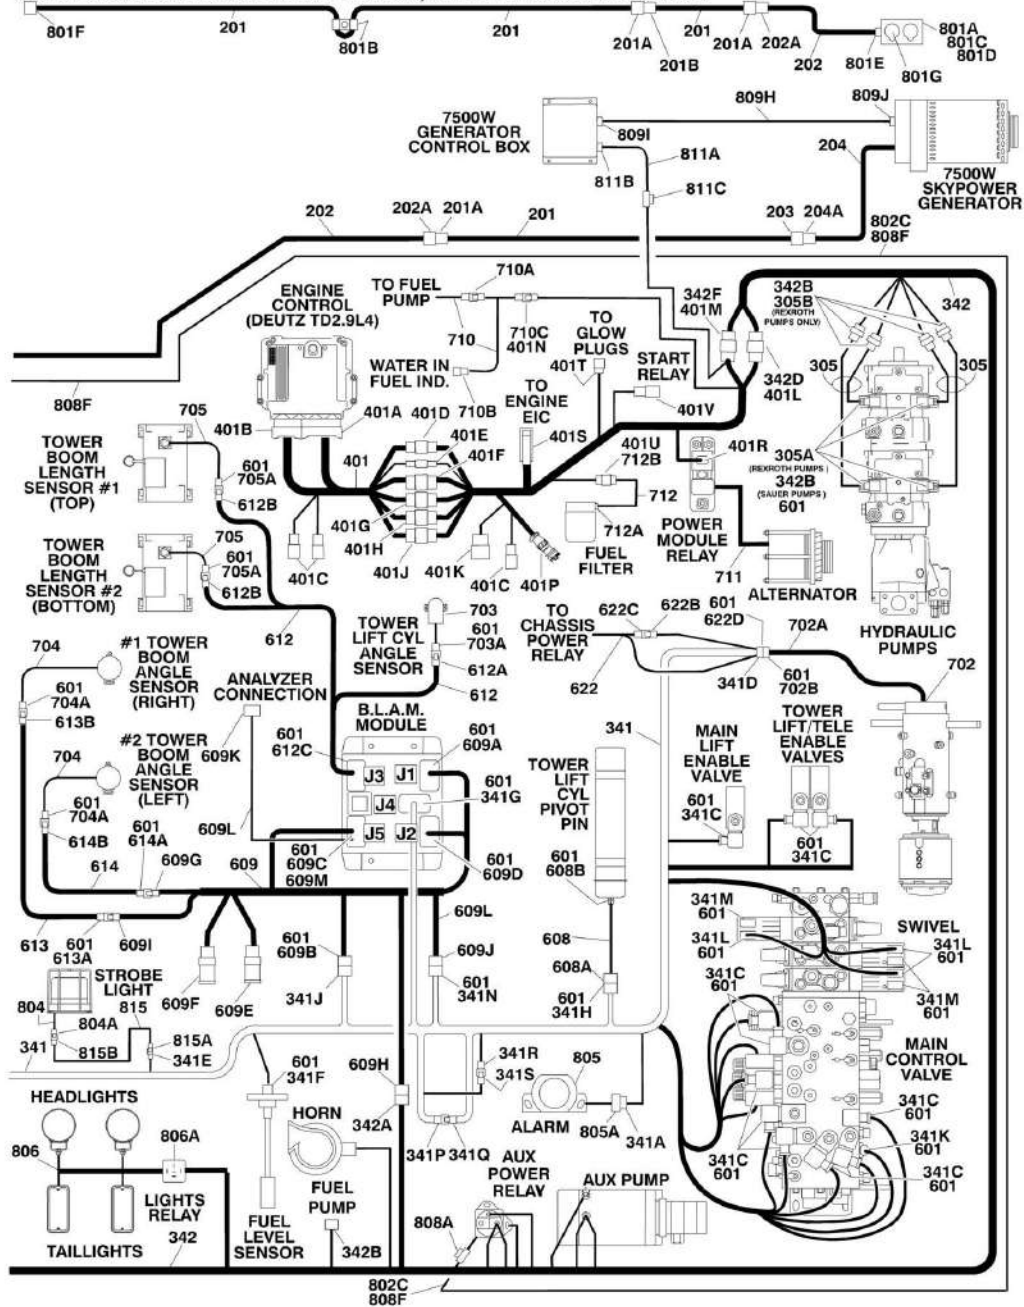 801F
201
801B
201
201A
201B
201
201A
202A
202
801E
801A
801C
801D
801G
7500W
GENERATOR
CONTROL BOX
809I
811B
811A
811C
809H
809J
204
7500W
SKYPOWER
GENERATOR
202
202A
201A
201
203
204A
802C
808F
808F
ENGINE
CONTROL
(DEUTZ TD2.9L4)
TO FUEL
PUMP
710A
710
710C
401N
WATER IN
FUEL IND.
710B
TO
GLOW
PLUGS
401T
342F
401M
START
RELAY
401V
342D
401L
342B
305B
(REXROTH
PUMPS ONLY)
342
305
305
305A
(REXROTH PUMPS)
342B
(SAUER PUMPS)
601
HYDRAULIC
PUMPS
TOWER
BOOM
LENGTH
SENSOR #1
(TOP)
705
601
705A
612B
401B
401A
401
401D
401E
401F
401G
401H
401J
401C
401K
401C
401P
TO
ENGINE
EIC
401S
401U
712B
712
712A
FUEL
FILTER
401R
POWER
MODULE
RELAY
711
ALTERNATOR
TOWER
BOOM
LENGTH
SENSOR #2
(BOTTOM)
705
601
705A
612B
612
TOWER
LIFT CYL
ANGLE
SENSOR
703
601
703A
612A
612
TO
CHASSIS
POWER
RELAY
622C
622B
601
622D
622
702A
341D
601
702B
702
#1 TOWER
BOOM
ANGLE
SENSOR
(RIGHT)
704
601
704A
613B
ANALYZER
CONNECTION
609K
609L
B.L.A.M.
MODULE
601
612C
601
609A
J3
J1
J4
J5
J2
601
341G
601
609C
609M
601
609D
#2 TOWER
BOOM
ANGLE
SENSOR
(LEFT)
704
601
704A
614B
614
601
614A
609G
609
613
601
613A
609I
341
TOWER
LIFT
CYL
PIVOT
PIN
601
608B
608
608A
601
341H
MAIN
LIFT
ENABLE
VALVE
601
341C
TOWER
LIFT/TELE
ENABLE
VALVES
601
341C
STROBE
LIGHT
804
804A
815B
815
815A
341E
341
609F
609E
601
609B
341J
609L
609J
601
341N
341M
601
341L
601
341C
601
SWIVEL
341L
601
341M
601
MAIN
CONTROL
VALVE
341C
601
341K
601
341C
601
341C
601
601
341F
609H
342A
341R
341S
341P
341Q
805
ALARM
805A
341A
HEADLIGHTS
806
806A
LIGHTS
RELAY
TAILLIGHTS
342
HORN
FUEL
LEVEL
SENSOR
FUEL
PUMP
342B
AUX
POWER
RELAY
808A
AUX PUMP
802C
808F